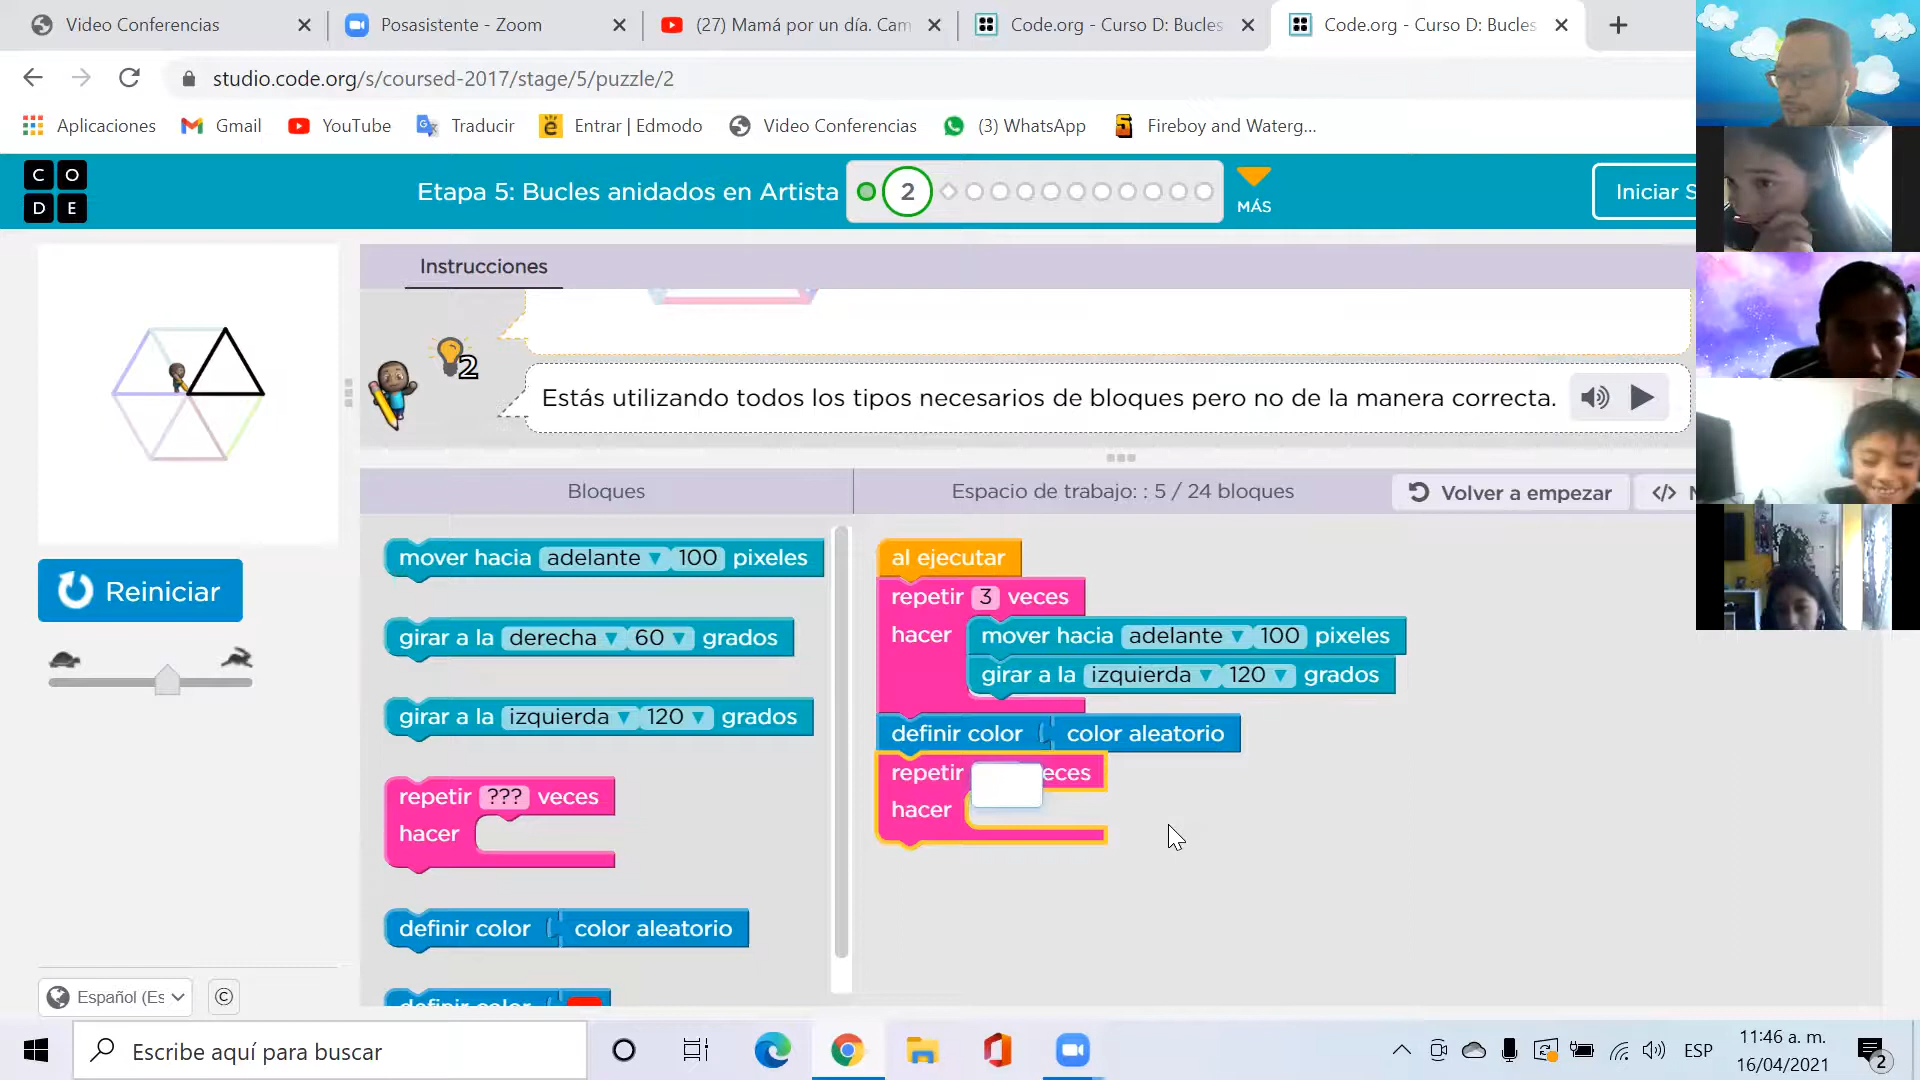 Video Conferencias
Posasistente - Zoom
(27) Mamá por un día. Cam
Code.org - Curso D: Bucles
Code.org - Curso D: Bucles
studio.code.org/s/coursed-2017/stage/5/puzzle/2
Aplicaciones
Gmail
YouTube
Traducir
Entrar | Edmodo
Video Conferencias
(3) WhatsApp
Fireboy and Waterg...
CODE
Etapa 5: Bucles anidados en Artista
2
MÁS
Iniciar S
Instrucciones
2
Estás utilizando todos los tipos necesarios de bloques pero no de la manera correcta.
Bloques
Espacio de trabajo: : 5 / 24 bloques
Volver a empezar
</>
mover hacia adelante 100 pixeles
girar a la derecha 60 grados
girar a la izquierda 120 grados
repetir ??? veces
hacer
definir color color aleatorio
definir color
al ejecutar
repetir 3 veces
hacer
mover hacia adelante 100 pixeles
girar a la izquierda 120 grados
definir color color aleatorio
repetir eces
hacer
Reiniciar
Español (Es
©
Escribe aquí para buscar
ESP
11:46 a. m.
16/04/2021
2